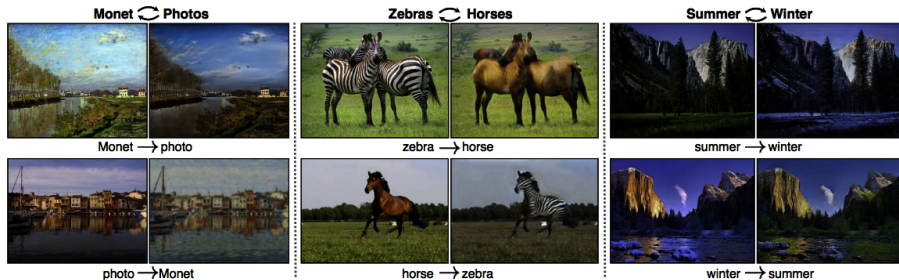 Monet Photos
Zebras Horses
Summer Winter
Monet → photo
zebra → horse
summer → winter
photo → Monet
horse → zebra
winter → summer